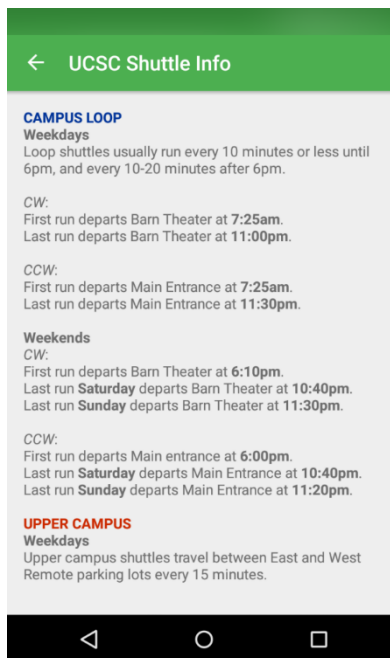 UCSC Shuttle Info
CAMPUS LOOP
Weekdays
Loop shuttles usually run every 10 minutes or less until
6pm, and every 10-20 minutes after 6pm.
CW:
First run departs Barn Theater at 7:25am.
Last run departs Barn Theater at 11:00pm.
CCW:
First run departs Main Entrance at 7:25am.
Last run departs Main Entrance at 11:30pm.
Weekends
CW:
First run departs Barn Theater at 6:10pm.
Last run Saturday departs Barn Theater at 10:40pm.
Last run Sunday departs Barn Theater at 11:30pm.
CCW:
First run departs Main entrance at 6:00pm.
Last run Saturday departs Main Entrance at 10:40pm.
Last run Sunday departs Main Entrance at 11:20pm.
UPPER CAMPUS
Weekdays
Upper campus shuttles travel between East and West
Remote parking lots every 15 minutes.